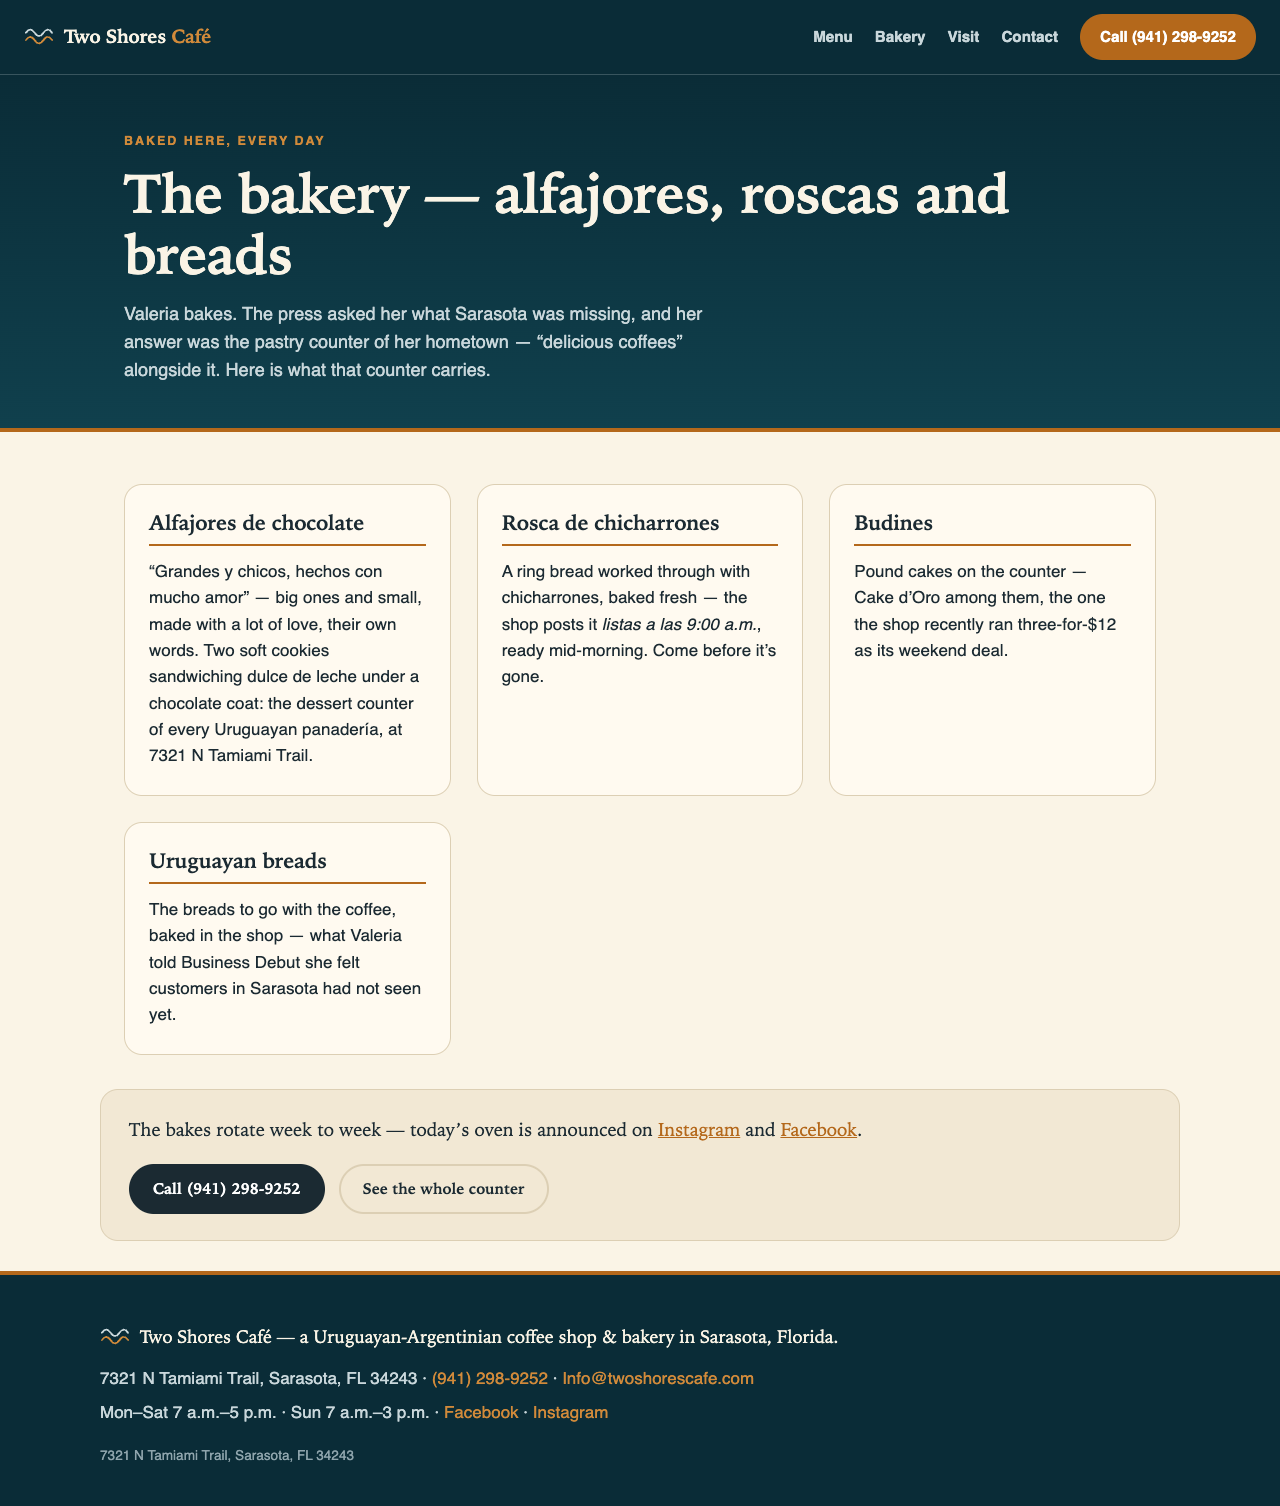 Two Shores Café
Menu
Bakery
Visit
Contact
Call (941) 298-9252
BAKED HERE, EVERY DAY
The bakery — alfajores, roscas and
breads
Valeria bakes. The press asked her what Sarasota was missing, and her
answer was the pastry counter of her hometown — “delicious coffees”
alongside it. Here is what that counter carries.
Alfajores de chocolate
“Grandes y chicos, hechos con
mucho amor” — big ones and small,
made with a lot of love, their own
words. Two soft cookies
sandwiching dulce de leche under a
chocolate coat: the dessert counter
of every Uruguayan panadería, at
7321 N Tamiami Trail.
Rosca de chicharrones
A ring bread worked through with
chicharrones, baked fresh — the
shop posts it listas a las 9:00 a.m.,
ready mid-morning. Come before it’s
gone.
Budines
Pound cakes on the counter —
Cake d’Oro among them, the one
the shop recently ran three-for-$12
as its weekend deal.
Uruguayan breads
The breads to go with the coffee,
baked in the shop — what Valeria
told Business Debut she felt
customers in Sarasota had not seen
yet.
The bakes rotate week to week — today’s oven is announced on Instagram and Facebook.
Call (941) 298-9252
See the whole counter
Two Shores Café — a Uruguayan-Argentinian coffee shop & bakery in Sarasota, Florida.
7321 N Tamiami Trail, Sarasota, FL 34243 · (941) 298-9252 · Info@twoshorescafe.com
Mon–Sat 7 a.m.–5 p.m. · Sun 7 a.m.–3 p.m. · Facebook · Instagram
7321 N Tamiami Trail, Sarasota, FL 34243